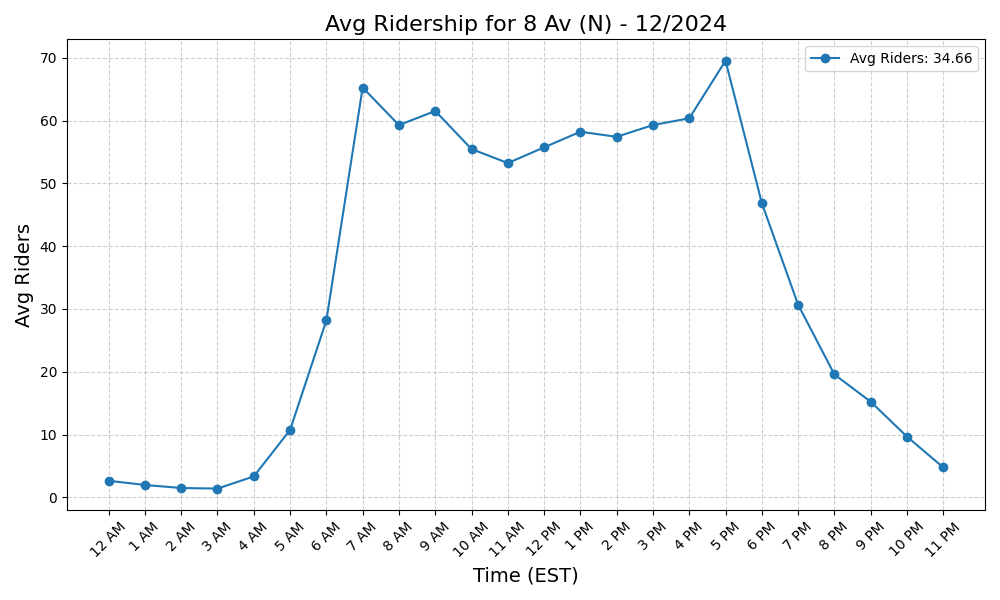 Avg Ridership for 8 Av (N) - 12/2024
Avg Riders: 34.66
Avg Riders
70
60
50
40
30
20
10
0
12 AM
1 AM
2 AM
3 AM
4 AM
5 AM
6 AM
7 AM
8 AM
9 AM
10 AM
11 AM
12 PM
1 PM
2 PM
3 PM
4 PM
5 PM
6 PM
7 PM
8 PM
9 PM
10 PM
11 PM
Time (EST)